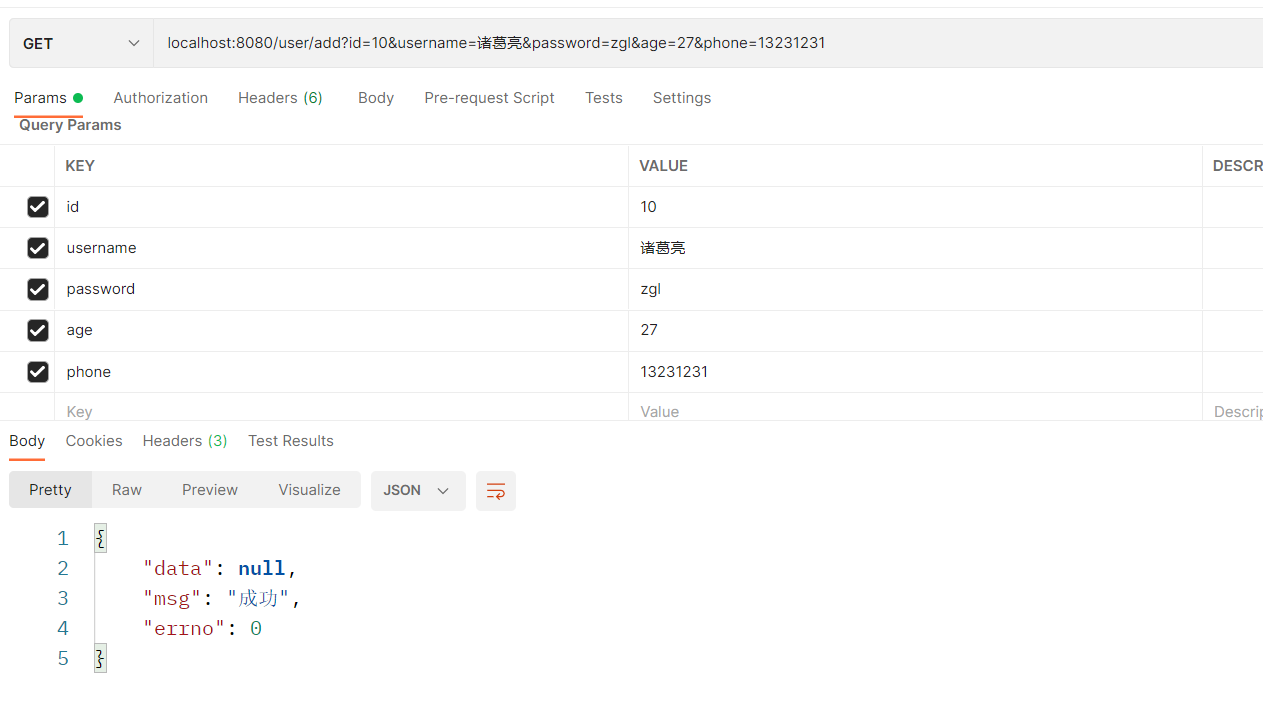 GET localhost:8080/user/add?id=10&username=诸葛亮&password=zgl&age=27&phone=13231231
Params Authorization Headers (6) Body Pre-request Script Tests Settings
Query Params
KEY VALUE DESCR
id 10
username 诸葛亮
password zgl
age 27
phone 13231231
Key Value Descrip
Body Cookies Headers (3) Test Results
Pretty Raw Preview Visualize JSON
1 {
2 "data": null,
3 "msg": "成功",
4 "errno": 0
5 }